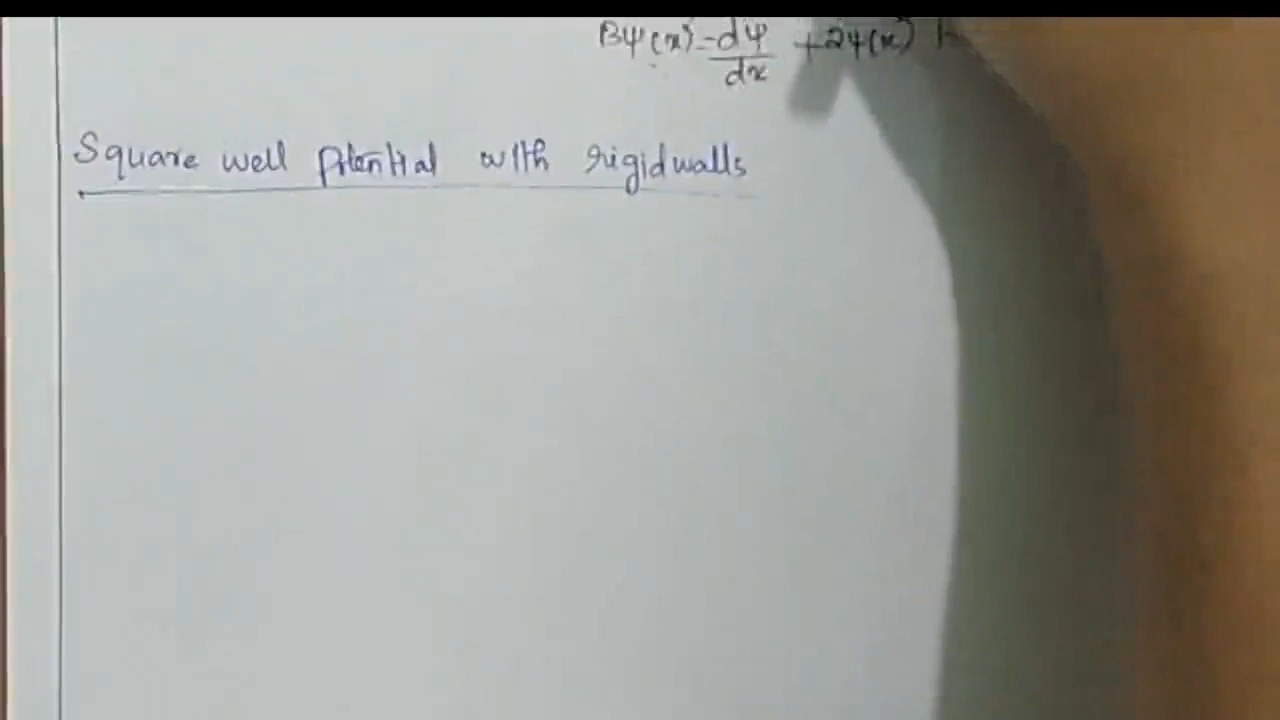 Bψ(x) = dψ/dx + 2ψ(x)
Square well potential with rigid walls